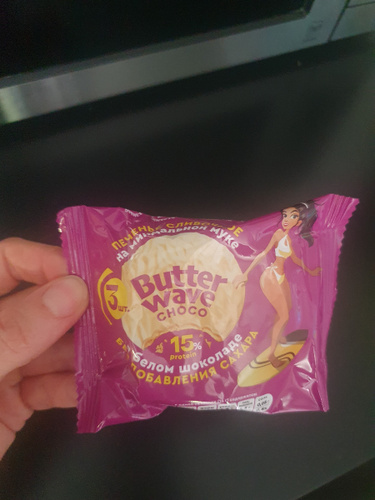 ПЕЧЕНЬЕ СЛИВОЧНОЕ
на миндальной муке
Butter
wave
CHOCO
3
шт.
15%
protein
в белом шоколаде
БЕЗ ДОБАВЛЕНИЯ САХАРА